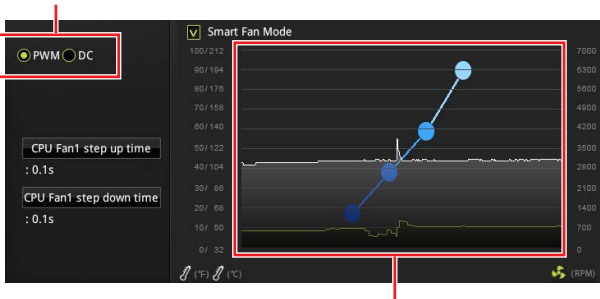 Smart Fan Mode
PWM DC
CPU Fan1 step up time
: 0.1s
CPU Fan1 step down time
: 0.1s
100/212 7000
90/194 6300
80/176 5600
70/158 4900
60/140 4200
50/122 3500
40/104 2800
30/ 86 2100
20/ 68 1400
10/ 50 700
0/ 32 0
(°F) (°C) (RPM)